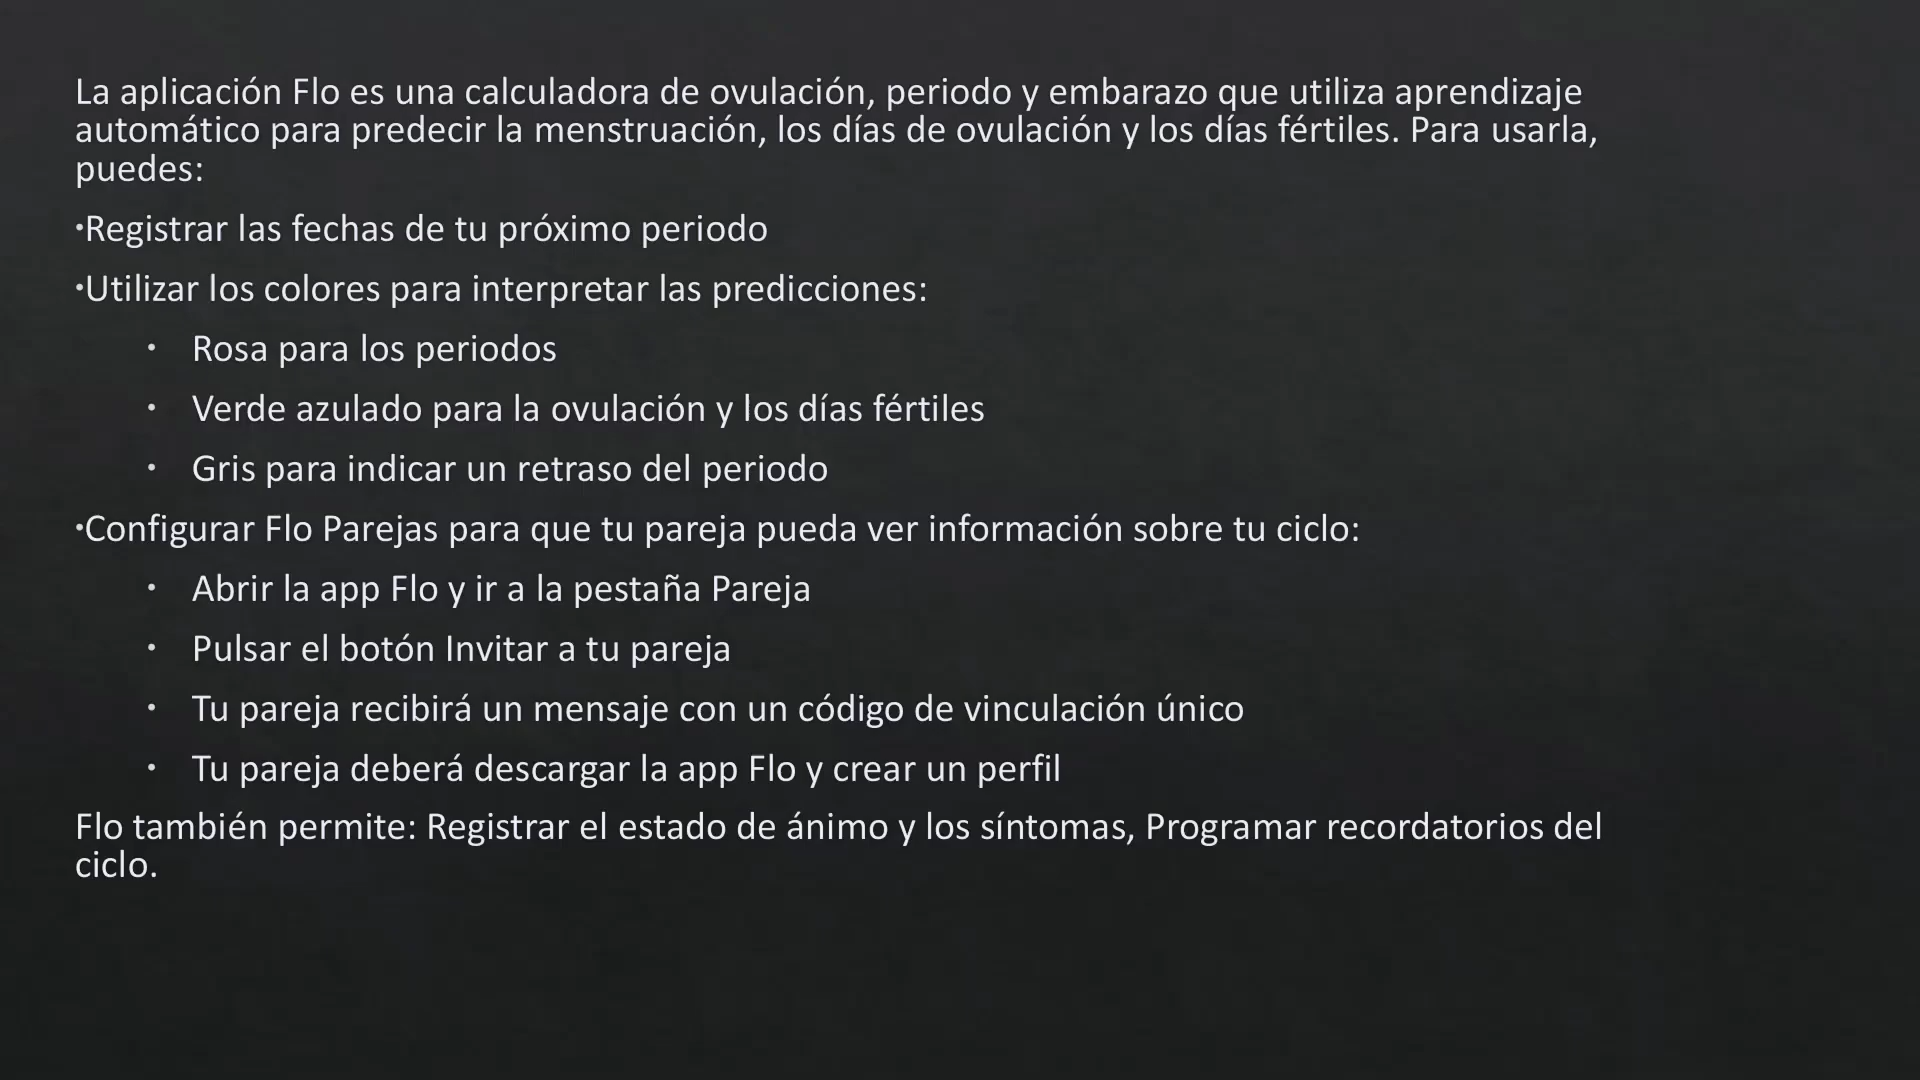 La aplicación Flo es una calculadora de ovulación, periodo y embarazo que utiliza aprendizaje
automático para predecir la menstruación, los días de ovulación y los días fértiles. Para usarla,
puedes:
•Registrar las fechas de tu próximo periodo
•Utilizar los colores para interpretar las predicciones:
• Rosa para los periodos
• Verde azulado para la ovulación y los días fértiles
• Gris para indicar un retraso del periodo
•Configurar Flo Parejas para que tu pareja pueda ver información sobre tu ciclo:
• Abrir la app Flo y ir a la pestaña Pareja
• Pulsar el botón Invitar a tu pareja
• Tu pareja recibirá un mensaje con un código de vinculación único
• Tu pareja deberá descargar la app Flo y crear un perfil
Flo también permite: Registrar el estado de ánimo y los síntomas, Programar recordatorios del
ciclo.